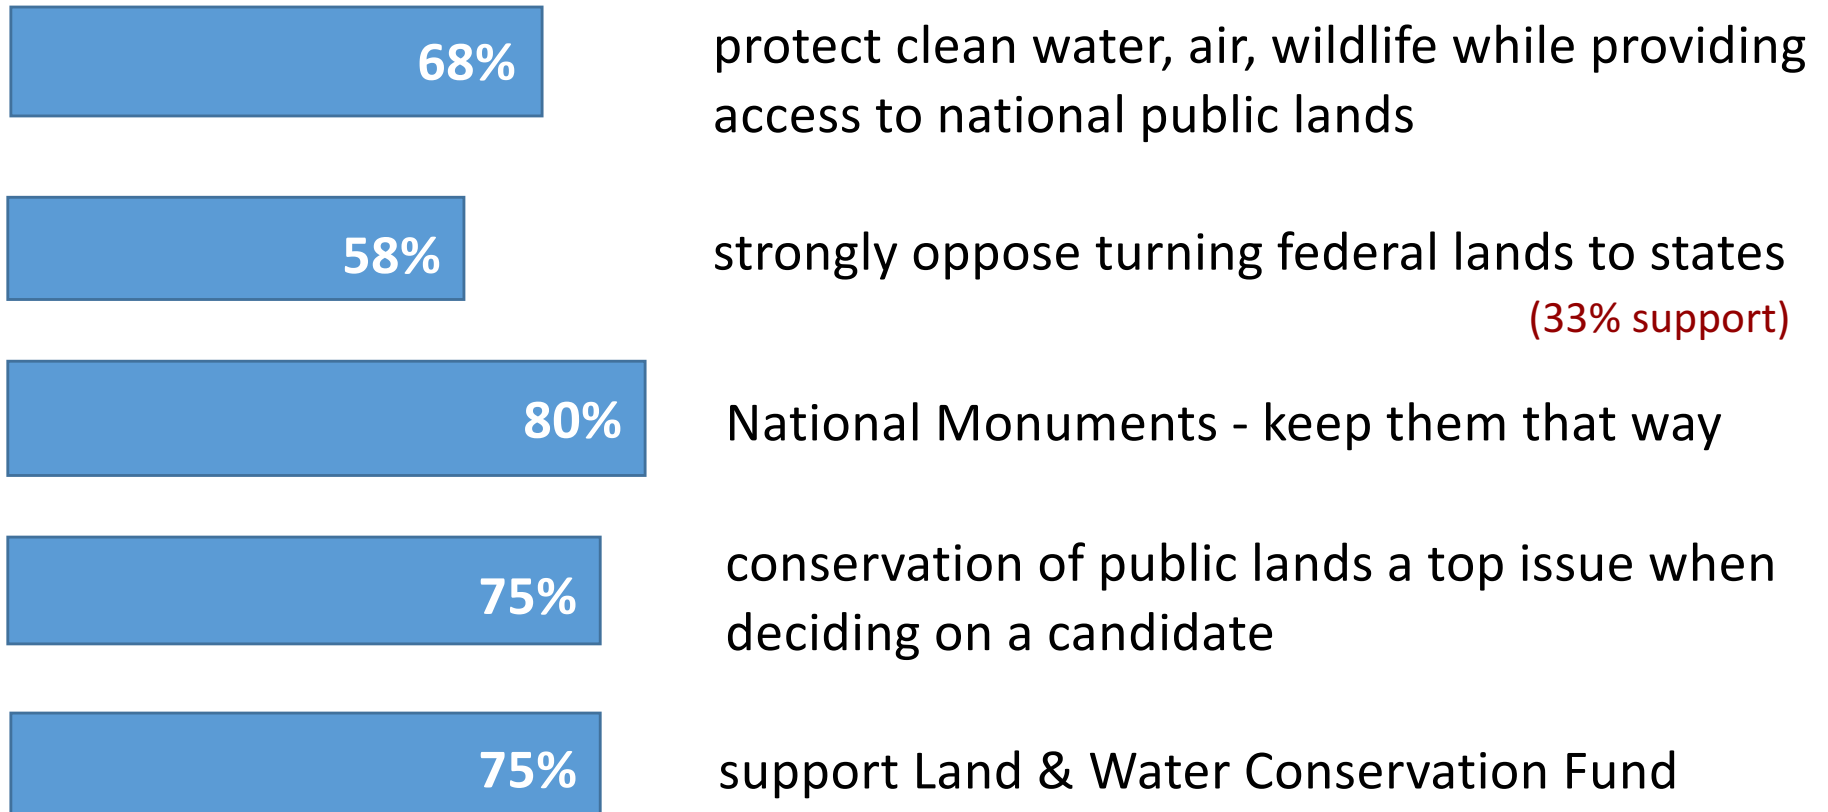 68%
protect clean water, air, wildlife while providing
access to national public lands
58%
strongly oppose turning federal lands to states
(33% support)
80%
National Monuments - keep them that way
75%
conservation of public lands a top issue when
deciding on a candidate
75%
support Land & Water Conservation Fund